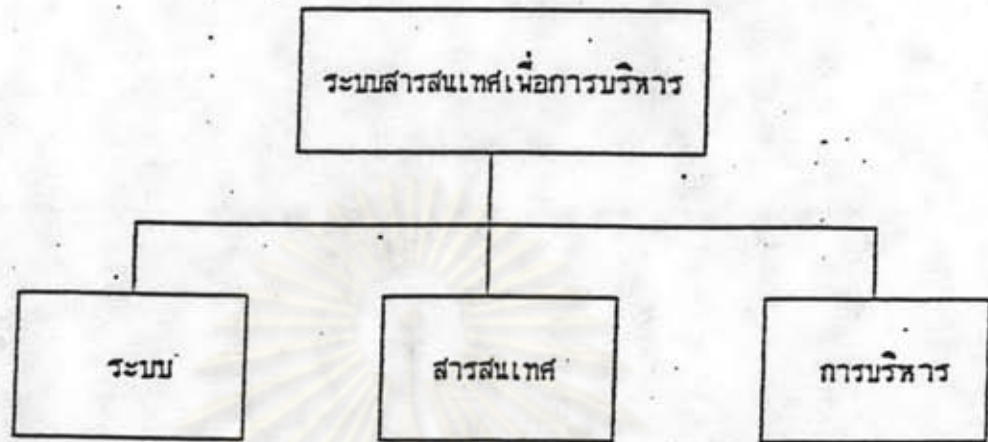 ระบบสารสนเทศเพื่อการบริหาร
ระบบ
สารสนเทศ
การบริหาร